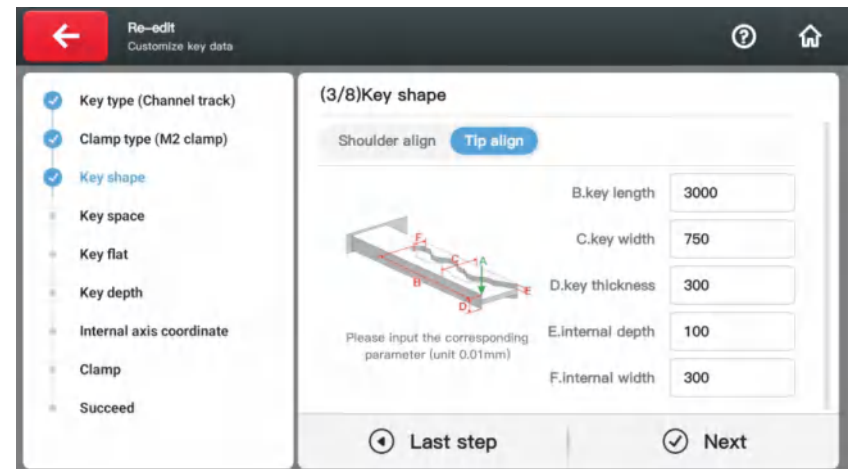 Re-edit
Customize key data
Key type (Channel track)
Clamp type (M2 clamp)
Key shape
Key space
Key flat
Key depth
Internal axis coordinate
Clamp
Succeed
(3/8)Key shape
Shoulder align Tip align
F
C
A
B
E
D
Please input the corresponding
parameter (unit 0.01mm)
B.key length 3000
C.key width 750
D.key thickness 300
E.internal depth 100
F.internal width 300
Last step Next